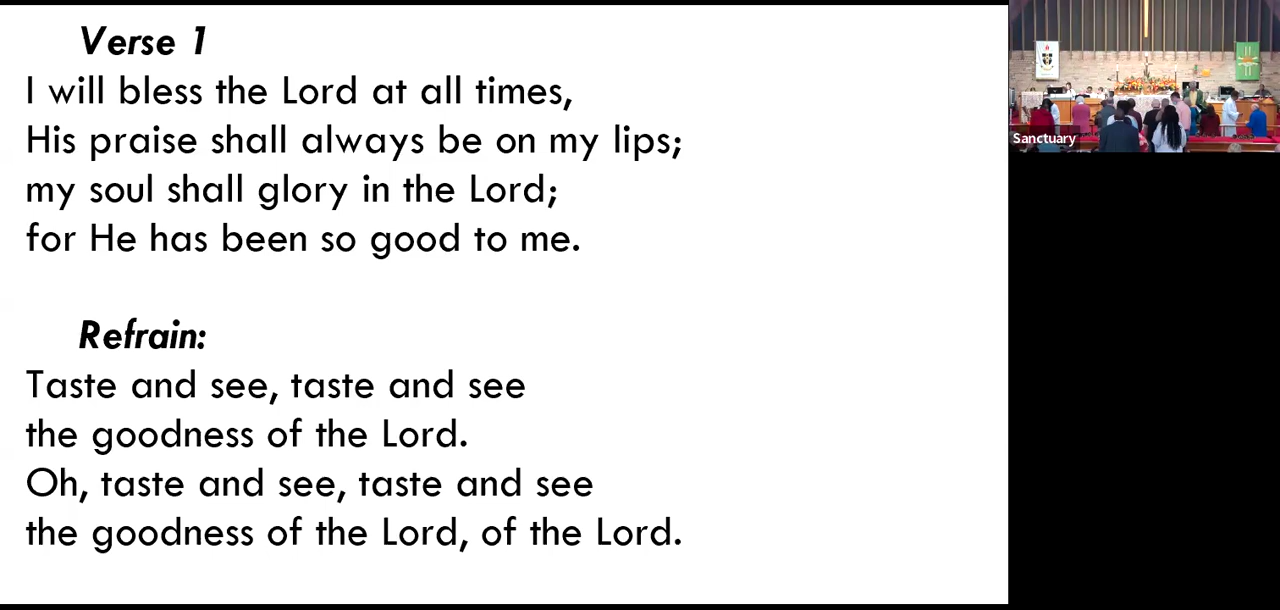 Verse 1
I will bless the Lord at all times,
His praise shall always be on my lips;
my soul shall glory in the Lord;
for He has been so good to me.
Refrain:
Taste and see, taste and see
the goodness of the Lord.
Oh, taste and see, taste and see
the goodness of the Lord, of the Lord.
Sanctuary